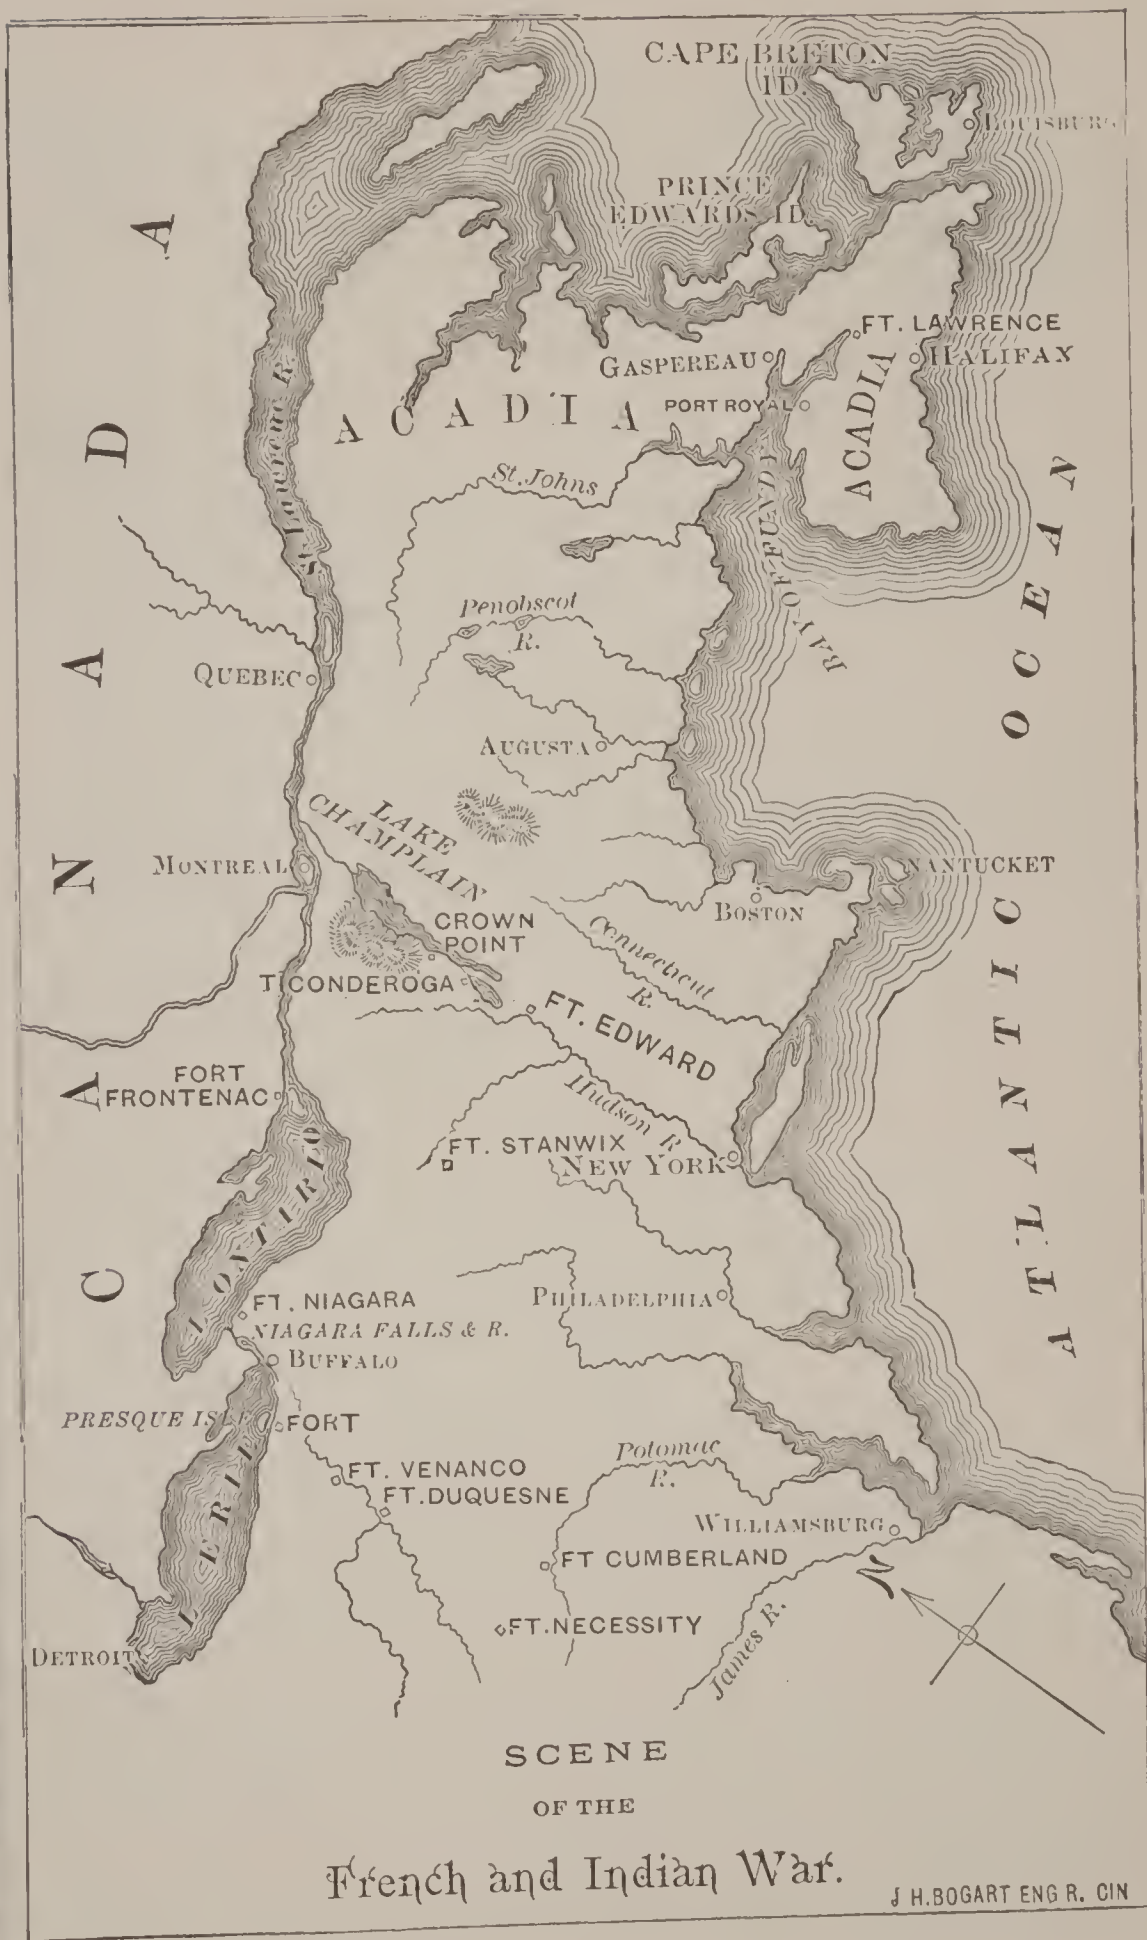 CAPE BRETON
ID.
LOUISBURG
PRINCE
EDWARDS ID.
FT. LAWRENCE
GASPEREAU
HALIFAX
PORT ROYAL
ACADIA
ACADIA
St Lawrence R.
St. Johns
BAY OF FUNDY
Penobscot
R.
QUEBEC
AUGUSTA
LAKE
CHAMPLAIN
MONTREAL
NANTUCKET
BOSTON
CROWN
POINT
Connecticut
R.
TICONDEROGA
FT. EDWARD
FORT
FRONTENAC
Hudson R
FT. STANWIX
NEW YORK
CANADA
ATLANTIC OCEAN
L ONTIRIO
FT. NIAGARA
PHILADELPHIA
NIAGARA FALLS & R.
BUFFALO
PRESQUE ISLE
FORT
L ERIE
Potomac
R.
FT. VENANCO
FT. DUQUESNE
WILLIAMSBURG
FT CUMBERLAND
N
FT. NECESSITY
James R.
DETROIT
SCENE
OF THE
French and Indian War.
J H. BOGART ENG R. CIN